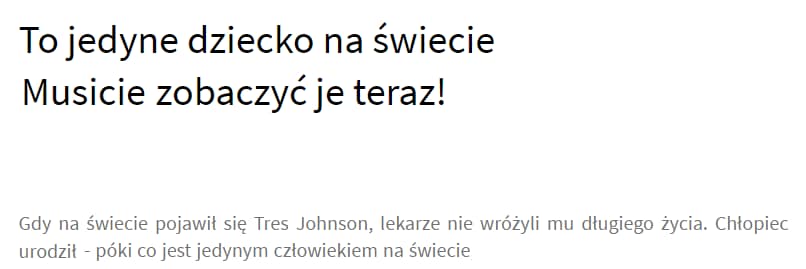 To jedyne dziecko na świecie
Musicie zobaczyć je teraz!
Gdy na świecie pojawił się Tres Johnson, lekarze nie wróżyli mu długiego życia. Chłopiec
urodził - póki co jest jedynym człowiekiem na świecie